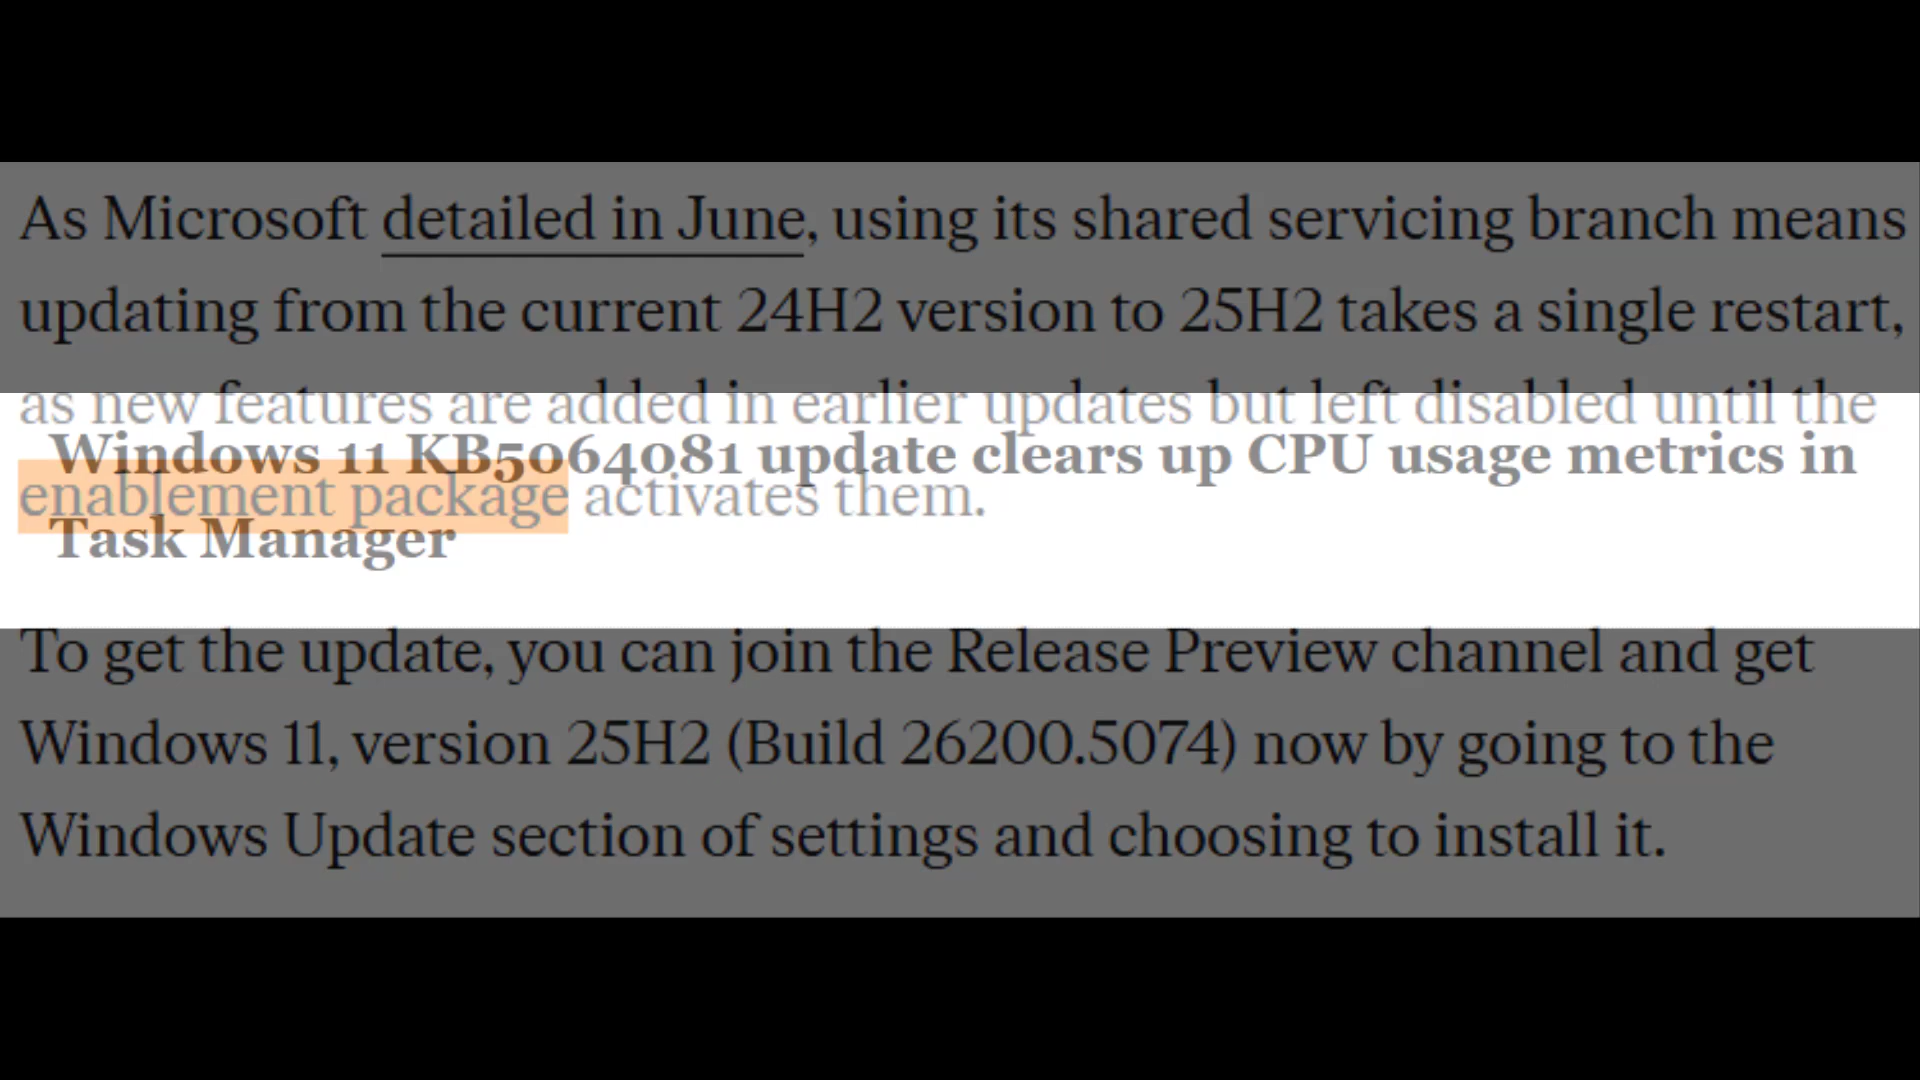 As Microsoft detailed in June, using its shared servicing branch means
updating from the current 24H2 version to 25H2 takes a single restart,
as new features are added in earlier updates but left disabled until the
Windows 11 KB5064081 update clears up CPU usage metrics in
enablement package activates them.
Task Manager
To get the update, you can join the Release Preview channel and get
Windows 11, version 25H2 (Build 26200.5074) now by going to the
Windows Update section of settings and choosing to install it.